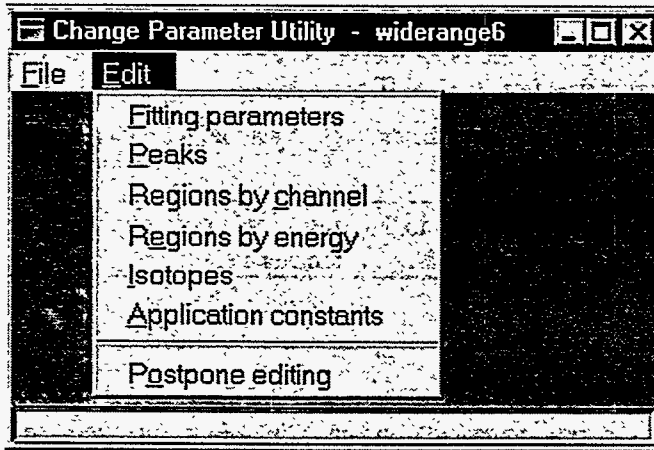 Change Parameter Utility - widerange6
File Edit
Fitting parameters
Peaks
Regions by channel
Regions by energy
Isotopes
Application constants
Postpone editing